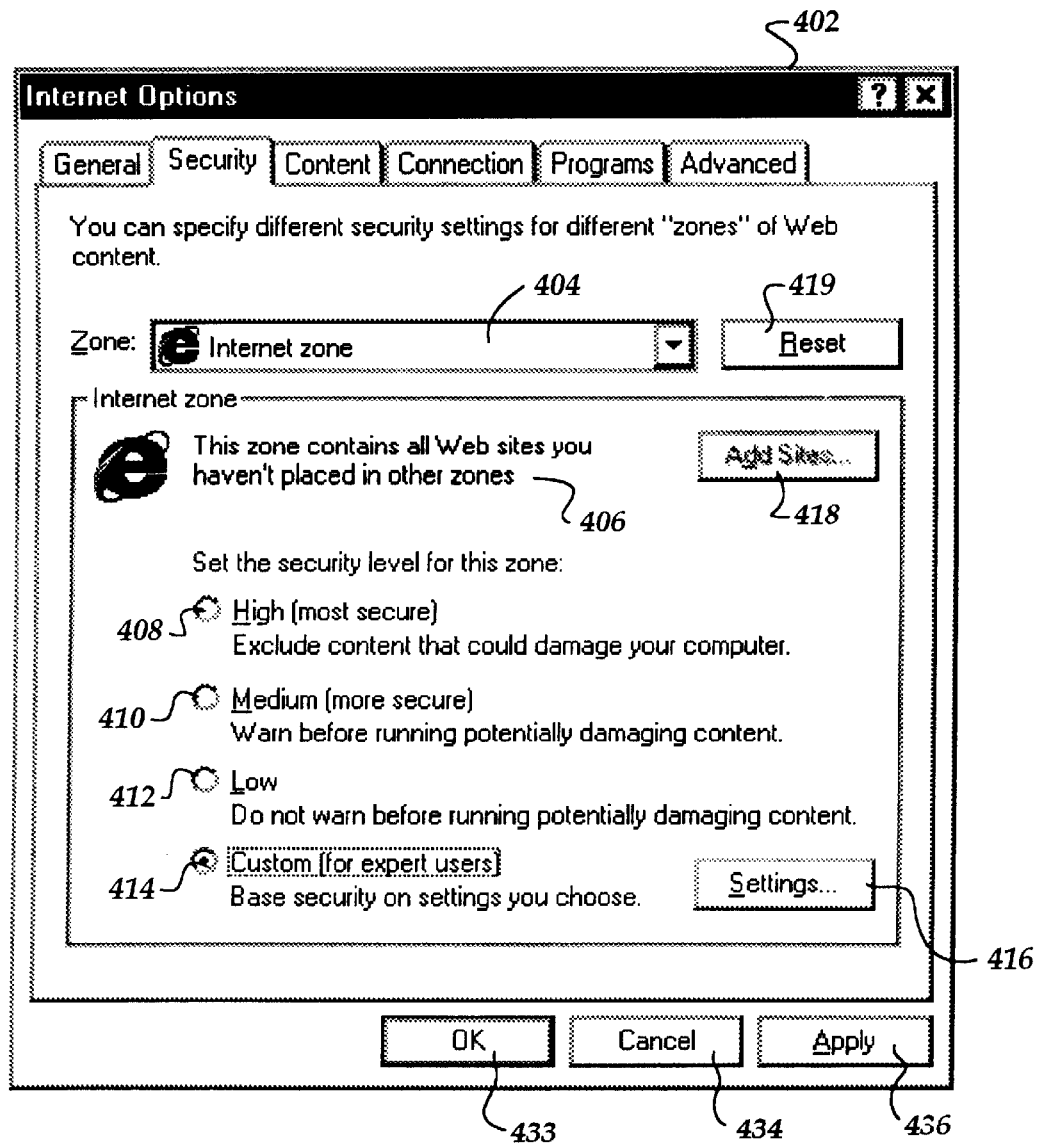 402
Internet Options ? X
General Security Content Connection Programs Advanced
You can specify different security settings for different "zones" of Web
content.
404 419
Zone: Internet zone Reset
Internet zone
This zone contains all Web sites you
haven't placed in other zones
Add Sites...
406 418
Set the security level for this zone:
408 High (most secure)
Exclude content that could damage your computer.
410 Medium (more secure)
Warn before running potentially damaging content.
412 Low
Do not warn before running potentially damaging content.
414 Custom (for expert users)
Base security on settings you choose.
Settings...
416
OK Cancel Apply
433 434 436